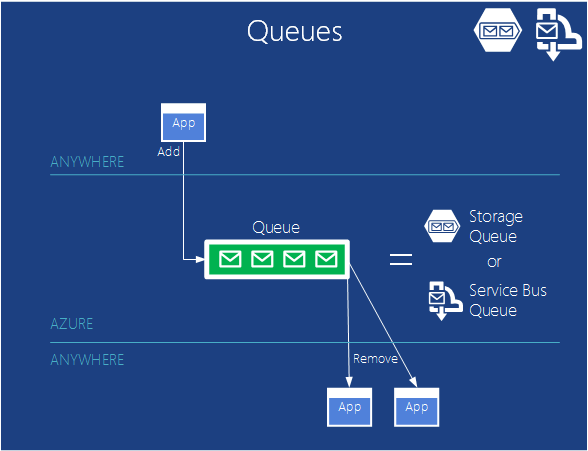 Queues
App
Add
ANYWHERE
Queue
Storage
Queue
or
Service Bus
Queue
AZURE
ANYWHERE
Remove
App
App